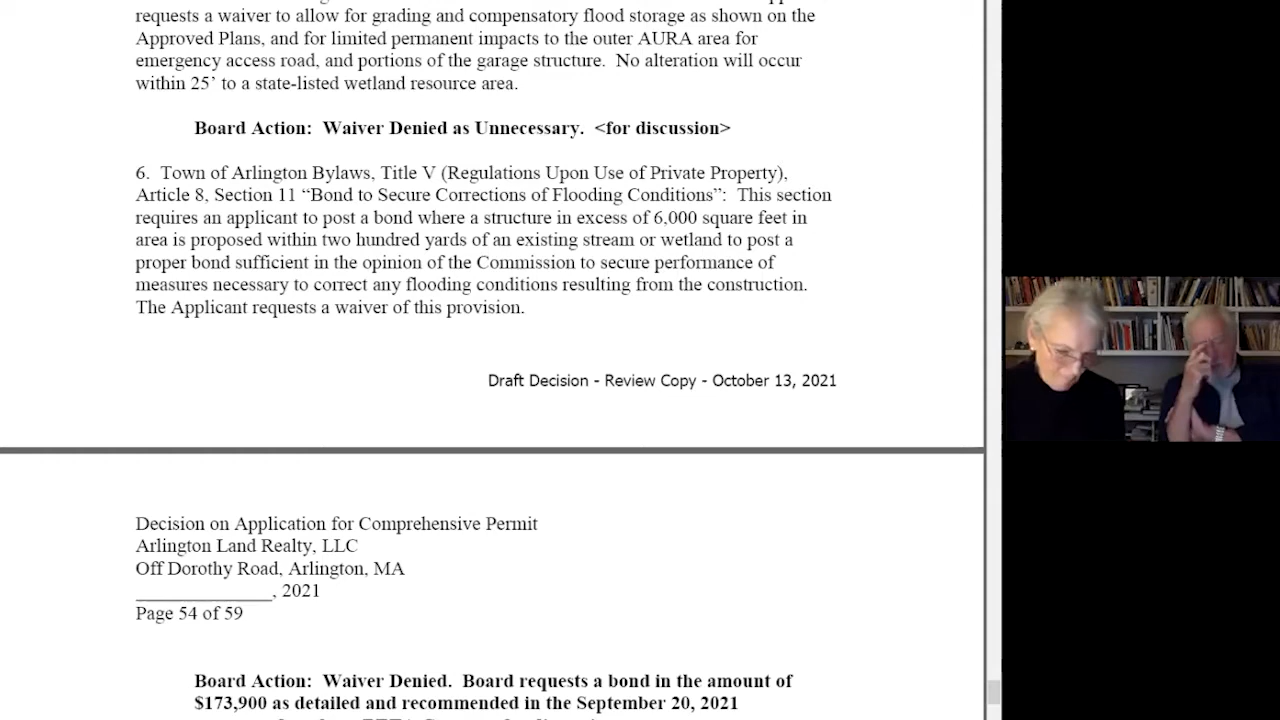 requests a waiver to allow for grading and compensatory flood storage as shown on the
Approved Plans, and for limited permanent impacts to the outer AURA area for
emergency access road, and portions of the garage structure.  No alteration will occur
within 25’ to a state-listed wetland resource area.
Board Action:  Waiver Denied as Unnecessary.  <for discussion>
6.  Town of Arlington Bylaws, Title V (Regulations Upon Use of Private Property),
Article 8, Section 11 “Bond to Secure Corrections of Flooding Conditions”:  This section
requires an applicant to post a bond where a structure in excess of 6,000 square feet in
area is proposed within two hundred yards of an existing stream or wetland to post a
proper bond sufficient in the opinion of the Commission to secure performance of
measures necessary to correct any flooding conditions resulting from the construction.
The Applicant requests a waiver of this provision.
Draft Decision - Review Copy - October 13, 2021
Decision on Application for Comprehensive Permit
Arlington Land Realty, LLC
Off Dorothy Road, Arlington, MA
_______________, 2021
Page 54 of 59
Board Action:  Waiver Denied.  Board requests a bond in the amount of
$173,900 as detailed and recommended in the September 20, 2021